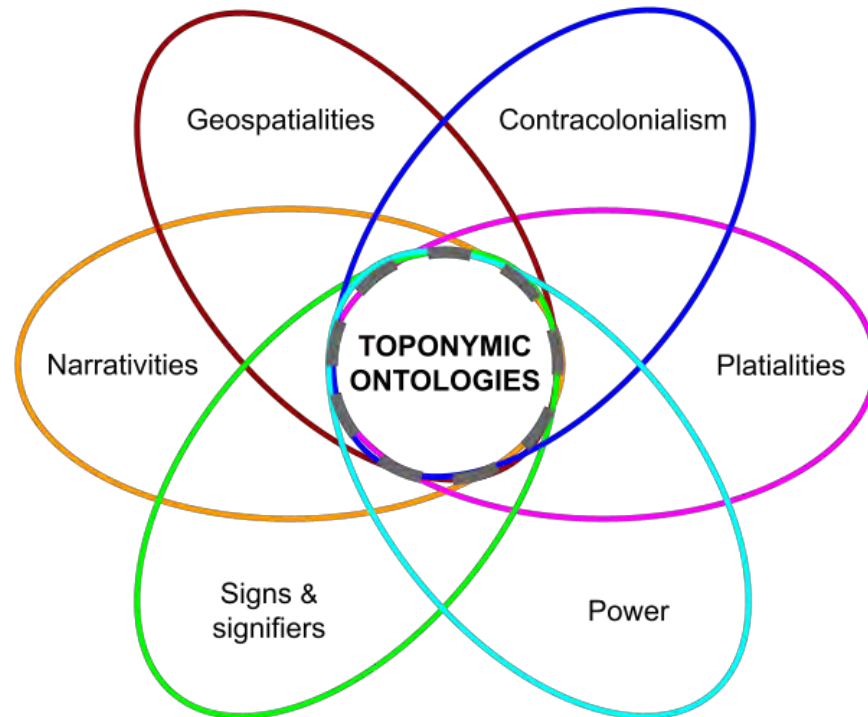 Geospatialities
Contracolonialism
Narrativities
TOPONYMIC
ONTOLOGIES
Platialities
Signs &
signifiers
Power